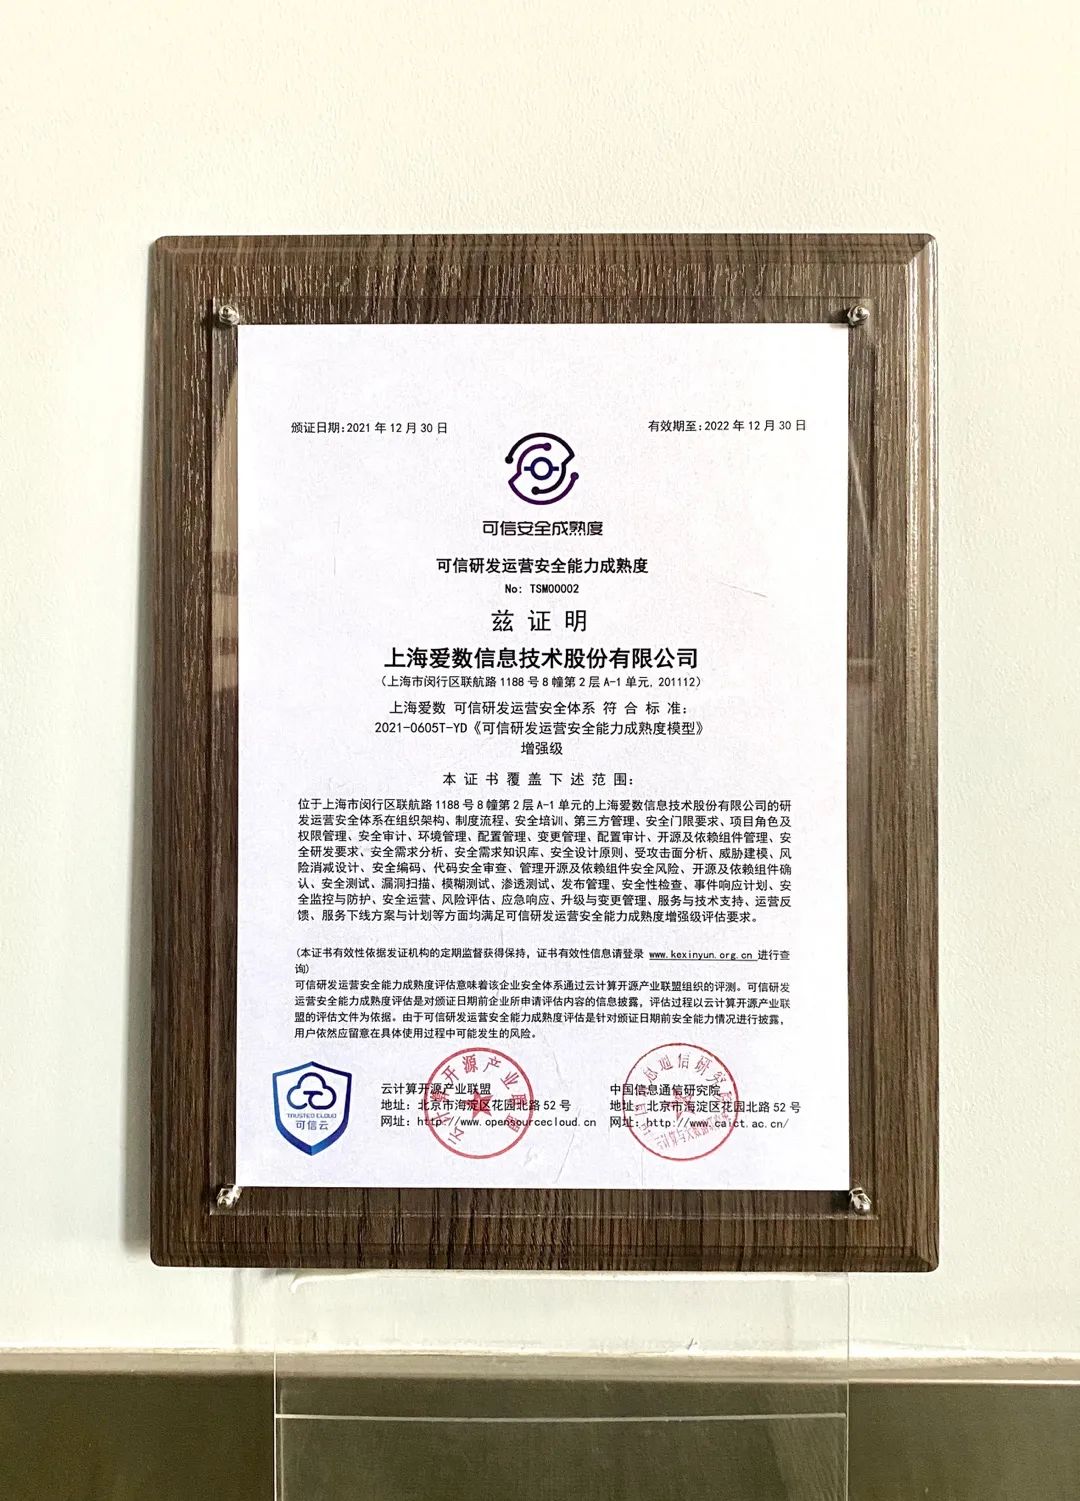 颁证日期:2021 年 12 月 30 日
有效期至:2022 年 12 月 30 日
可信安全成熟度
可信研发运营安全能力成熟度
No: TSM00002
兹 证 明
上海爱数信息技术股份有限公司
（上海市闵行区联航路 1188 号 8 幢第 2 层 A-1 单元, 201112）
上海爱数 可信研发运营安全体系 符 合 标 准:
2021-0605T-YD《可信研发运营安全能力成熟度模型》
增强级
本 证 书 覆 盖 下 述 范 围:
位于上海市闵行区联航路 1188 号 8 幢第 2 层 A-1 单元的上海爱数信息技术股份有限公司的研
发运营安全体系在组织架构、制度流程、安全培训、第三方管理、安全门限要求、项目角色及
权限管理、安全审计、环境管理、配置管理、变更管理、配置审计、开源及依赖组件管理、安
全研发要求、安全需求分析、安全需求知识库、安全设计原则、受攻击面分析、威胁建模、风
险消减设计、安全编码、代码安全审查、管理开源及依赖组件安全风险、开源及依赖组件确
认、安全测试、漏洞扫描、模糊测试、渗透测试、发布管理、安全性检查、事件响应计划、安
全监控与防护、安全运营、风险评估、应急响应、升级与变更管理、服务与技术支持、运营反
馈、服务下线方案与计划等方面均满足可信研发运营安全能力成熟度增强级评估要求。
(本证书有效性依据发证机构的定期监督获得保持，证书有效性信息请登录 www.kexinyun.org.cn 进行查
询)
可信研发运营安全能力成熟度评估意味着该企业安全体系通过云计算开源产业联盟组织的评测。可信研发
运营安全能力成熟度评估是对颁证日期前企业所申请评估内容的信息披露，评估过程以云计算开源产业联
盟的评估文件为依据。由于可信研发运营安全能力成熟度评估是针对颁证日期前安全能力情况进行披露，
用户依然应留意在具体使用过程中可能发生的风险。
TRUSTED CLOUD
可信云
云计算开源产业联盟
地址: 北京市海淀区花园北路 52 号
网址: http://www.opensourcecloud.cn
云计算开源产业联盟
中国信息通信研究院
地址: 北京市海淀区花园北路 52 号
网址: http://www.caict.ac.cn/